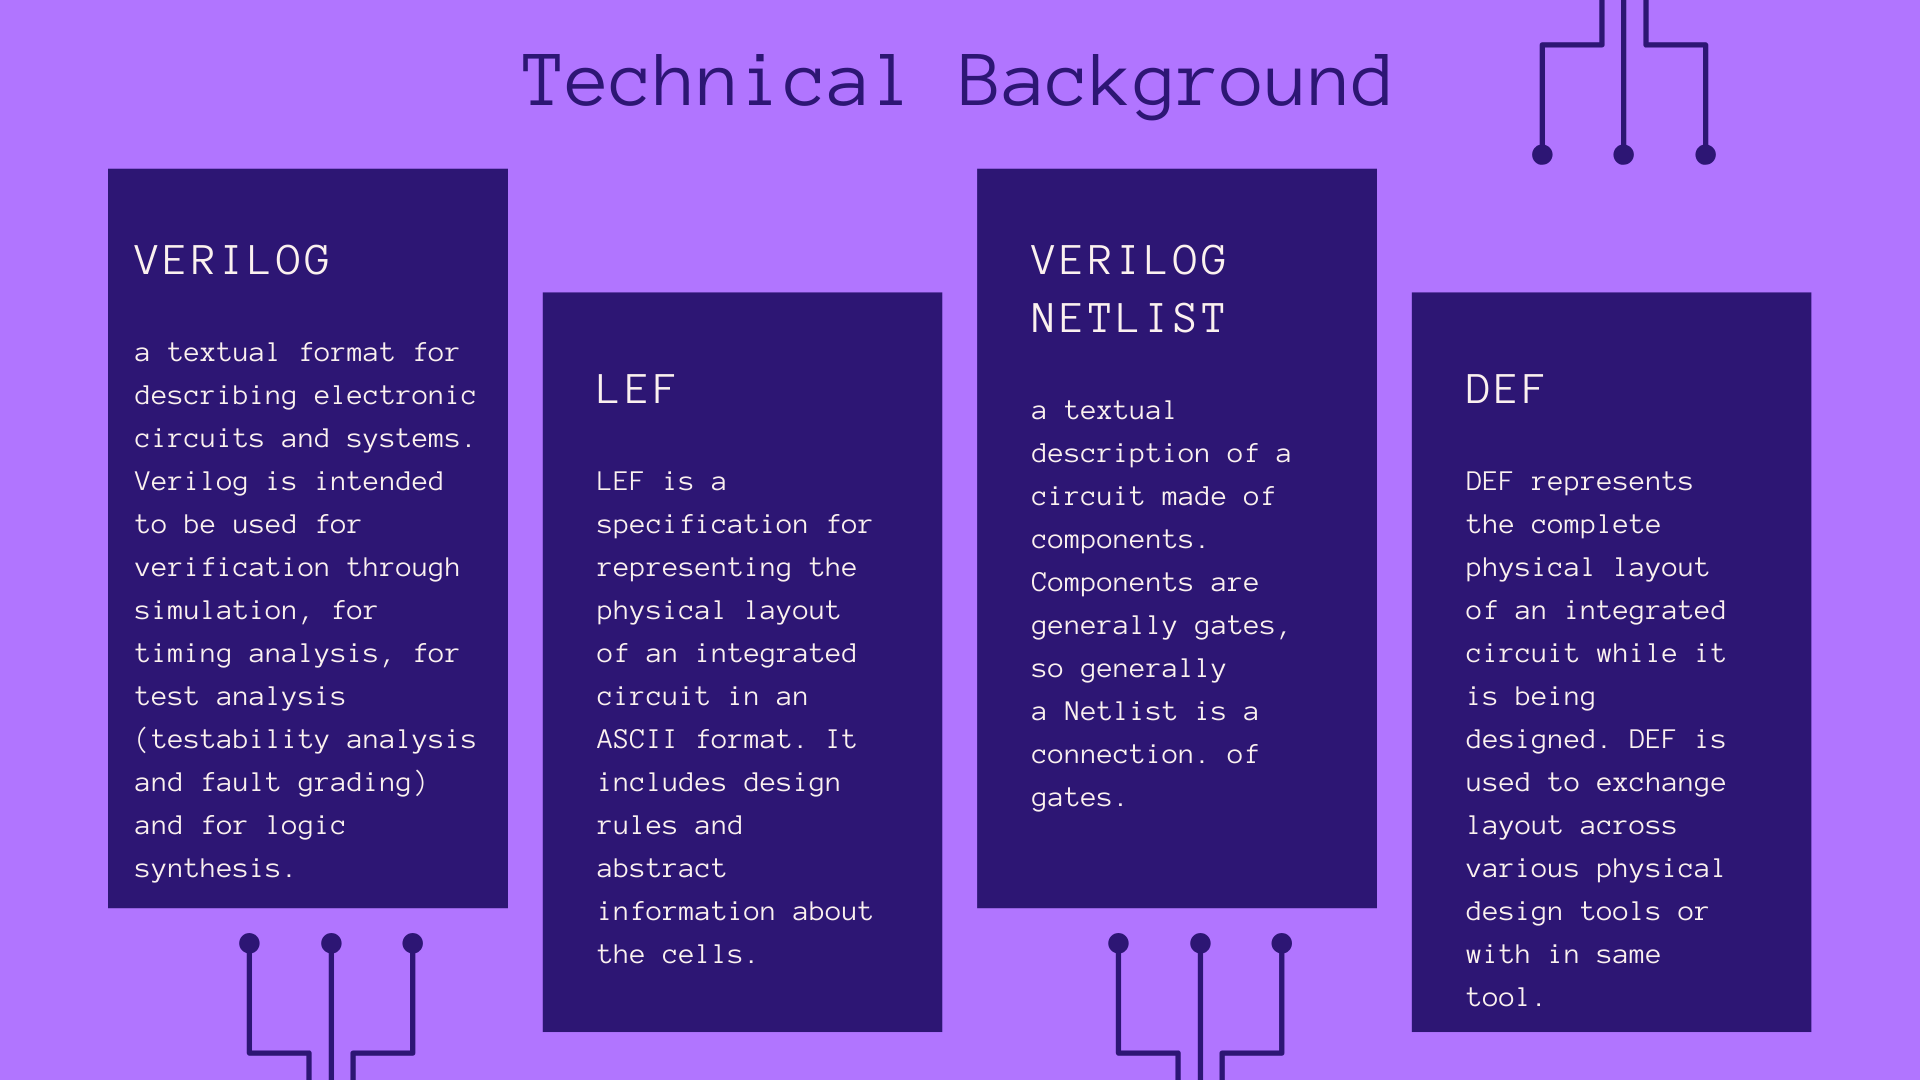 Technical Background
VERILOG
a textual format for
describing electronic
circuits and systems.
Verilog is intended
to be used for
verification through
simulation, for
timing analysis, for
test analysis
(testability analysis
and fault grading)
and for logic
synthesis.
LEF
LEF is a
specification for
representing the
physical layout
of an integrated
circuit in an
ASCII format. It
includes design
rules and
abstract
information about
the cells.
VERILOG
NETLIST
a textual
description of a
circuit made of
components.
Components are
generally gates,
so generally
a Netlist is a
connection. of
gates.
DEF
DEF represents
the complete
physical layout
of an integrated
circuit while it
is being
designed. DEF is
used to exchange
layout across
various physical
design tools or
with in same
tool.